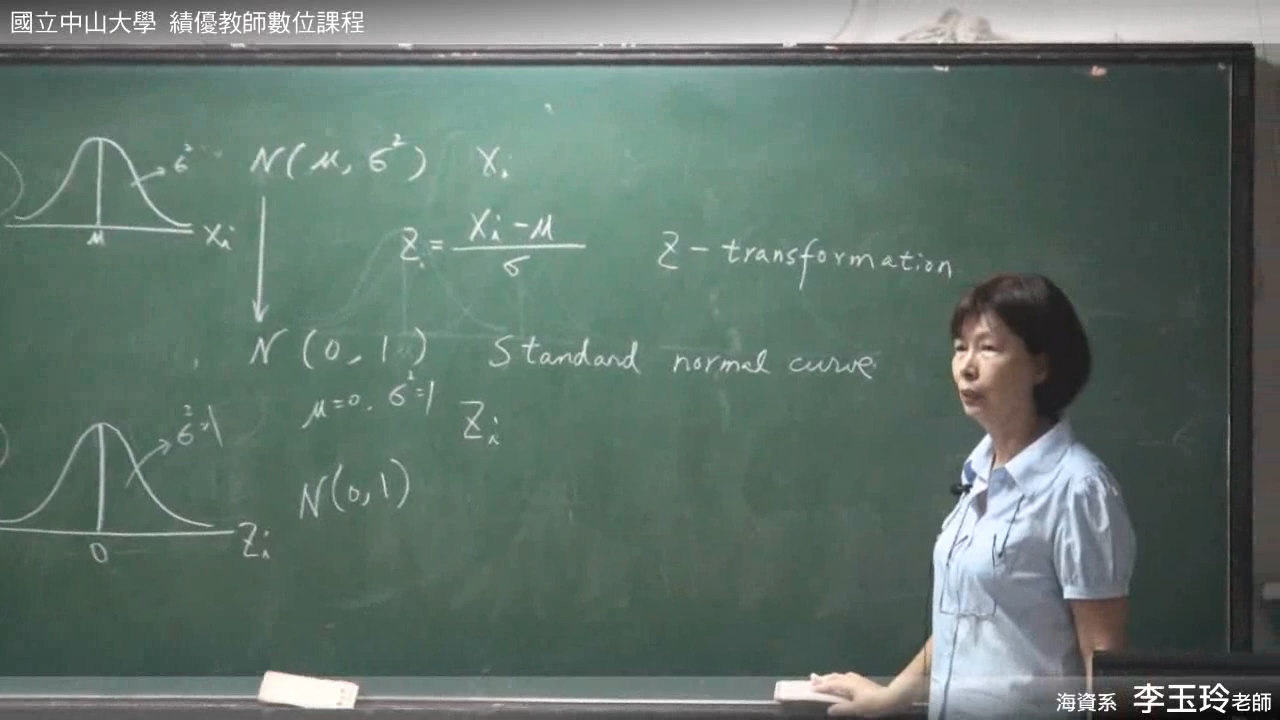 國立中山大學 績優教師數位課程
σ²
N(μ, σ²) Xᵢ
μ Xᵢ
Zᵢ = (Xᵢ - μ) / σ Z - transformation
N (0, 1) Standard normal curve
μ=0, σ²=1 Zᵢ
σ²=1
N(0,1)
0 Zᵢ
海資系 李玉玲老師